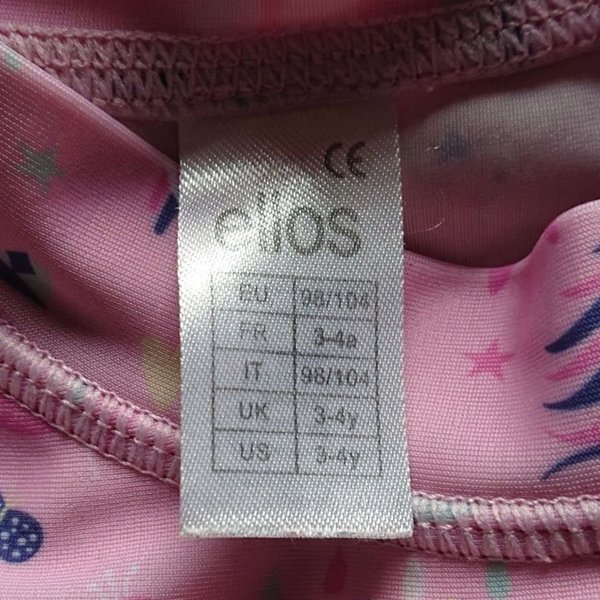 CE
elios
EU 98/104
FR 3-4a
IT 98/104
UK 3-4y
US 3-4y